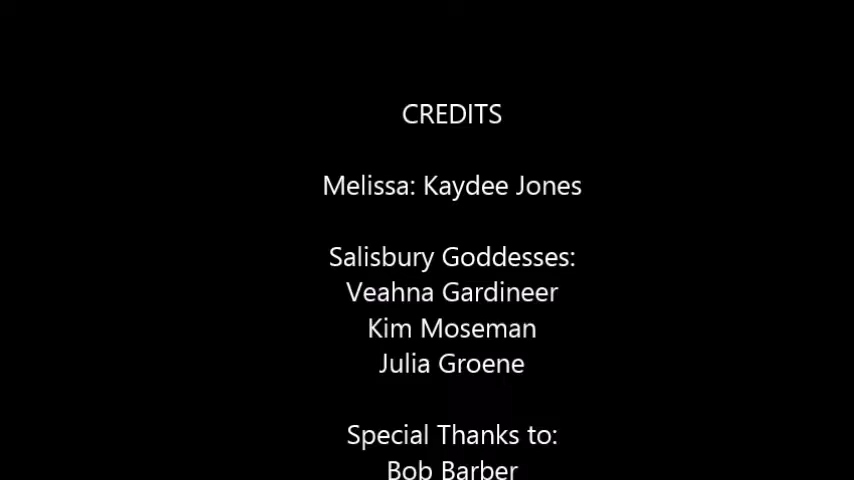 CREDITS
Melissa: Kaydee Jones
Salisbury Goddesses:
Veahna Gardineer
Kim Moseman
Julia Groene
Special Thanks to:
Bob Barber